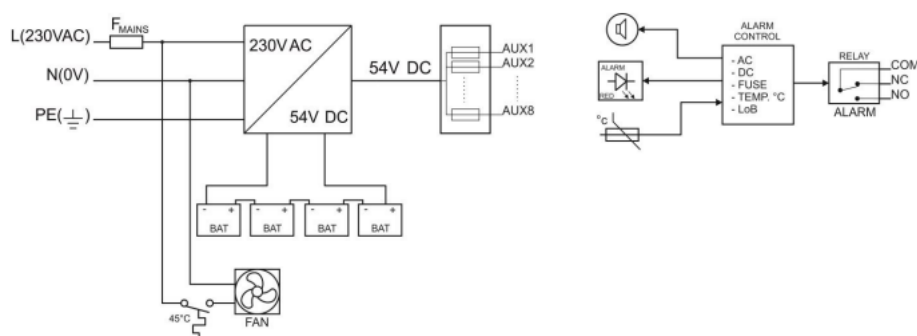 L(230VAC)
F MAINS
N(0V)
PE(⏚)
230V AC
54V DC
54V DC
AUX1
AUX2
AUX8
- + BAT
- + BAT
- + BAT
- + BAT
45°C
FAN
ALARM
RED
°C
ALARM
CONTROL
- AC
- DC
- FUSE
- TEMP. °C
- LoB
RELAY
COM
NC
NO
ALARM